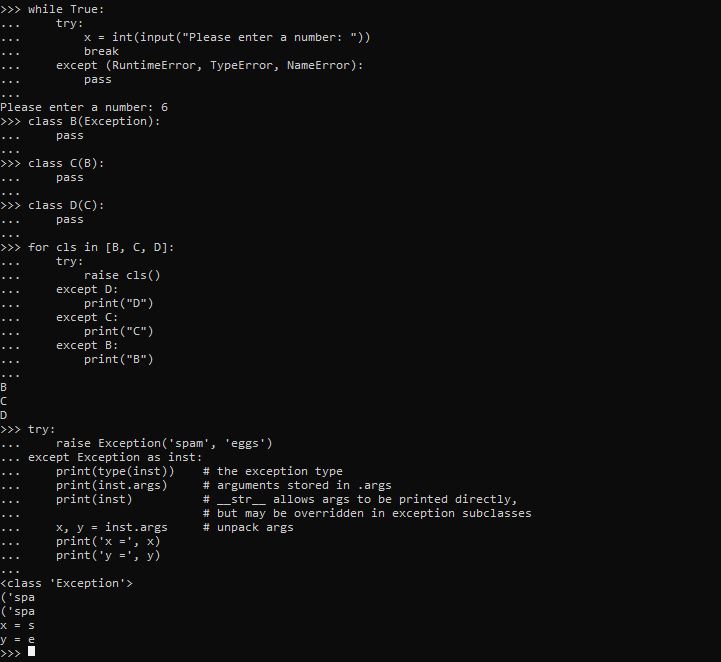 >>> while True:
...     try:
...         x = int(input("Please enter a number: "))
...         break
...     except (RuntimeError, TypeError, NameError):
...         pass
...
Please enter a number: 6
>>> class B(Exception):
...     pass
...
>>> class C(B):
...     pass
...
>>> class D(C):
...     pass
...
>>> for cls in [B, C, D]:
...     try:
...         raise cls()
...     except D:
...         print("D")
...     except C:
...         print("C")
...     except B:
...         print("B")
...
B
C
D
>>> try:
...     raise Exception('spam', 'eggs')
... except Exception as inst:
...     print(type(inst))    # the exception type
...     print(inst.args)     # arguments stored in .args
...     print(inst)          # __str__ allows args to be printed directly,
...                          # but may be overridden in exception subclasses
...     x, y = inst.args     # unpack args
...     print('x =', x)
...     print('y =', y)
...
<class 'Exception'>
('spa
('spa
x = s
y = e
>>>